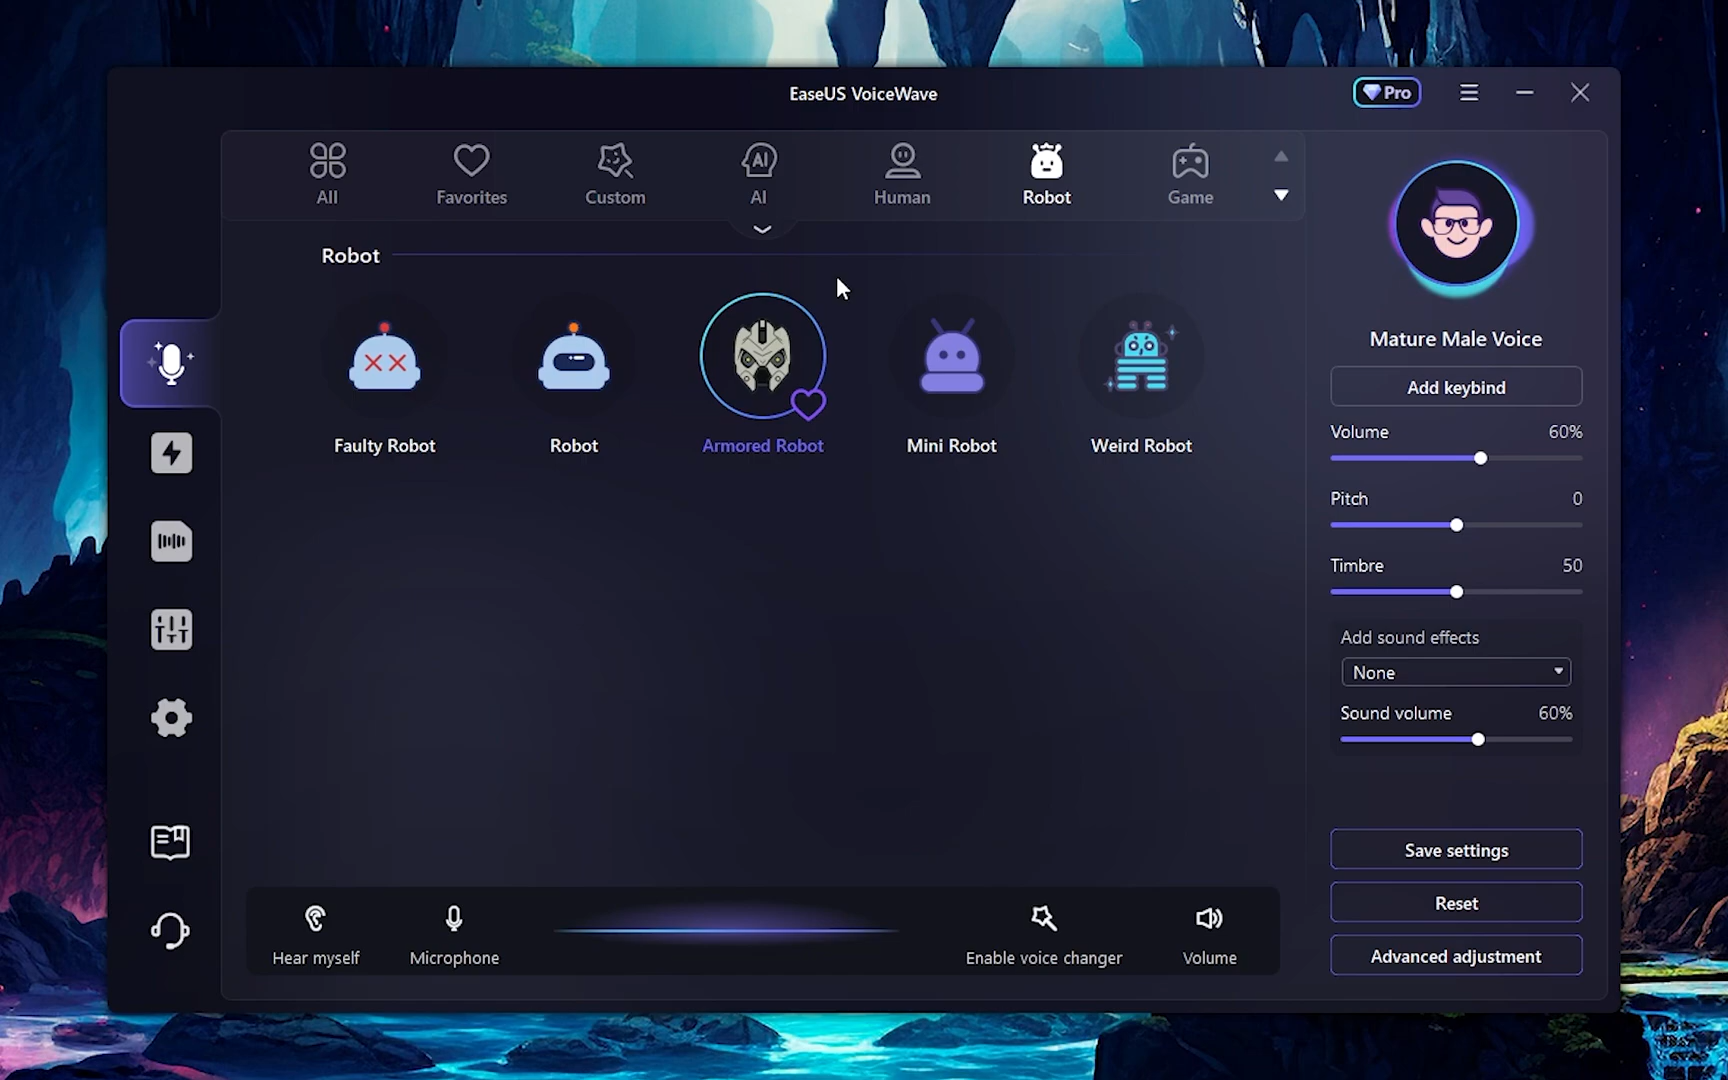 EaseUS VoiceWave
Pro
All
Favorites
Custom
AI
AI
Human
Robot
Game
Robot
Faulty Robot
Robot
Armored Robot
Mini Robot
Weird Robot
Mature Male Voice
Add keybind
Volume 60%
Pitch 0
Timbre 50
Add sound effects
None
Sound volume 60%
Save settings
Reset
Advanced adjustment
Hear myself
Microphone
Enable voice changer
Volume